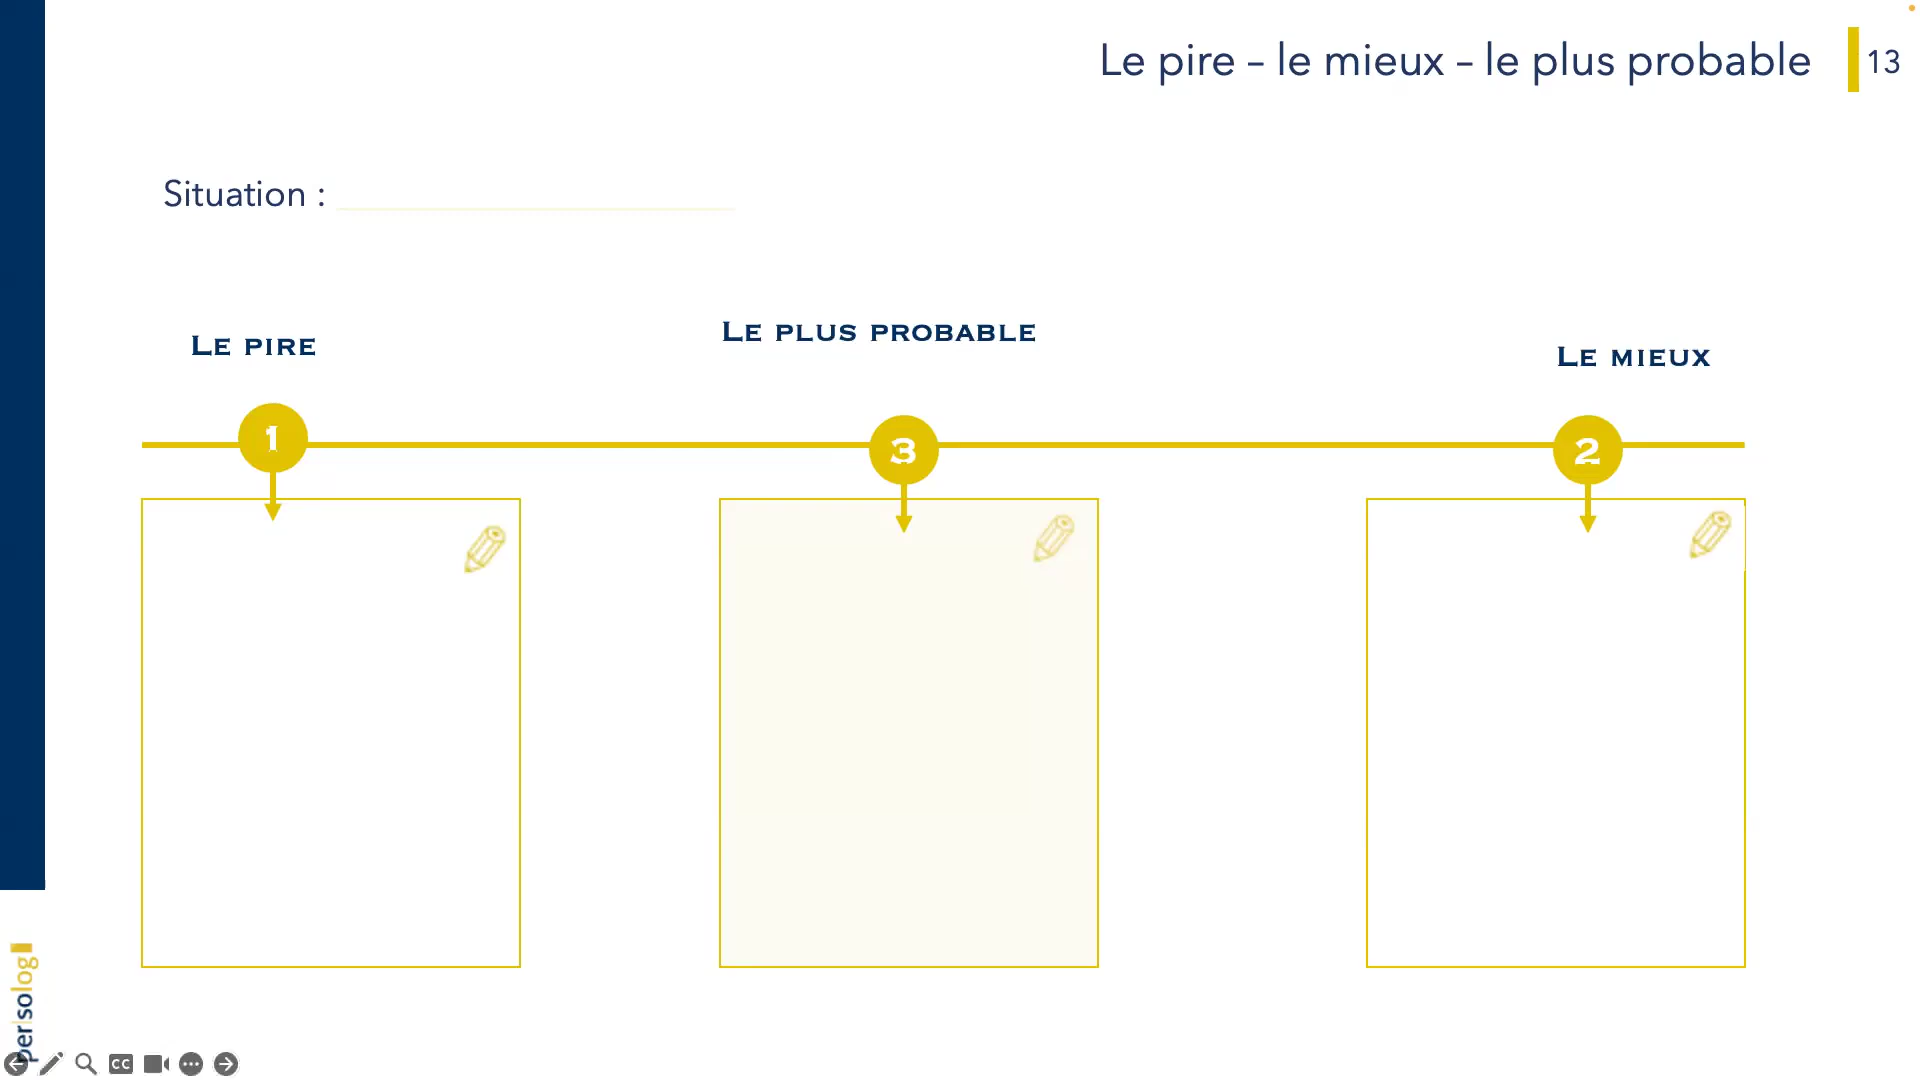 Le pire – le mieux – le plus probable
13
Situation :
Le pire
Le plus probable
Le mieux
1
3
2
persolog
CC